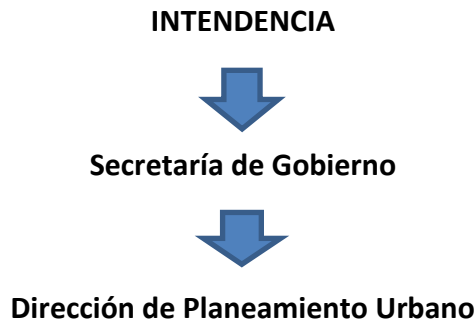 INTENDENCIA
Secretaría de Gobierno
Dirección de Planeamiento Urbano